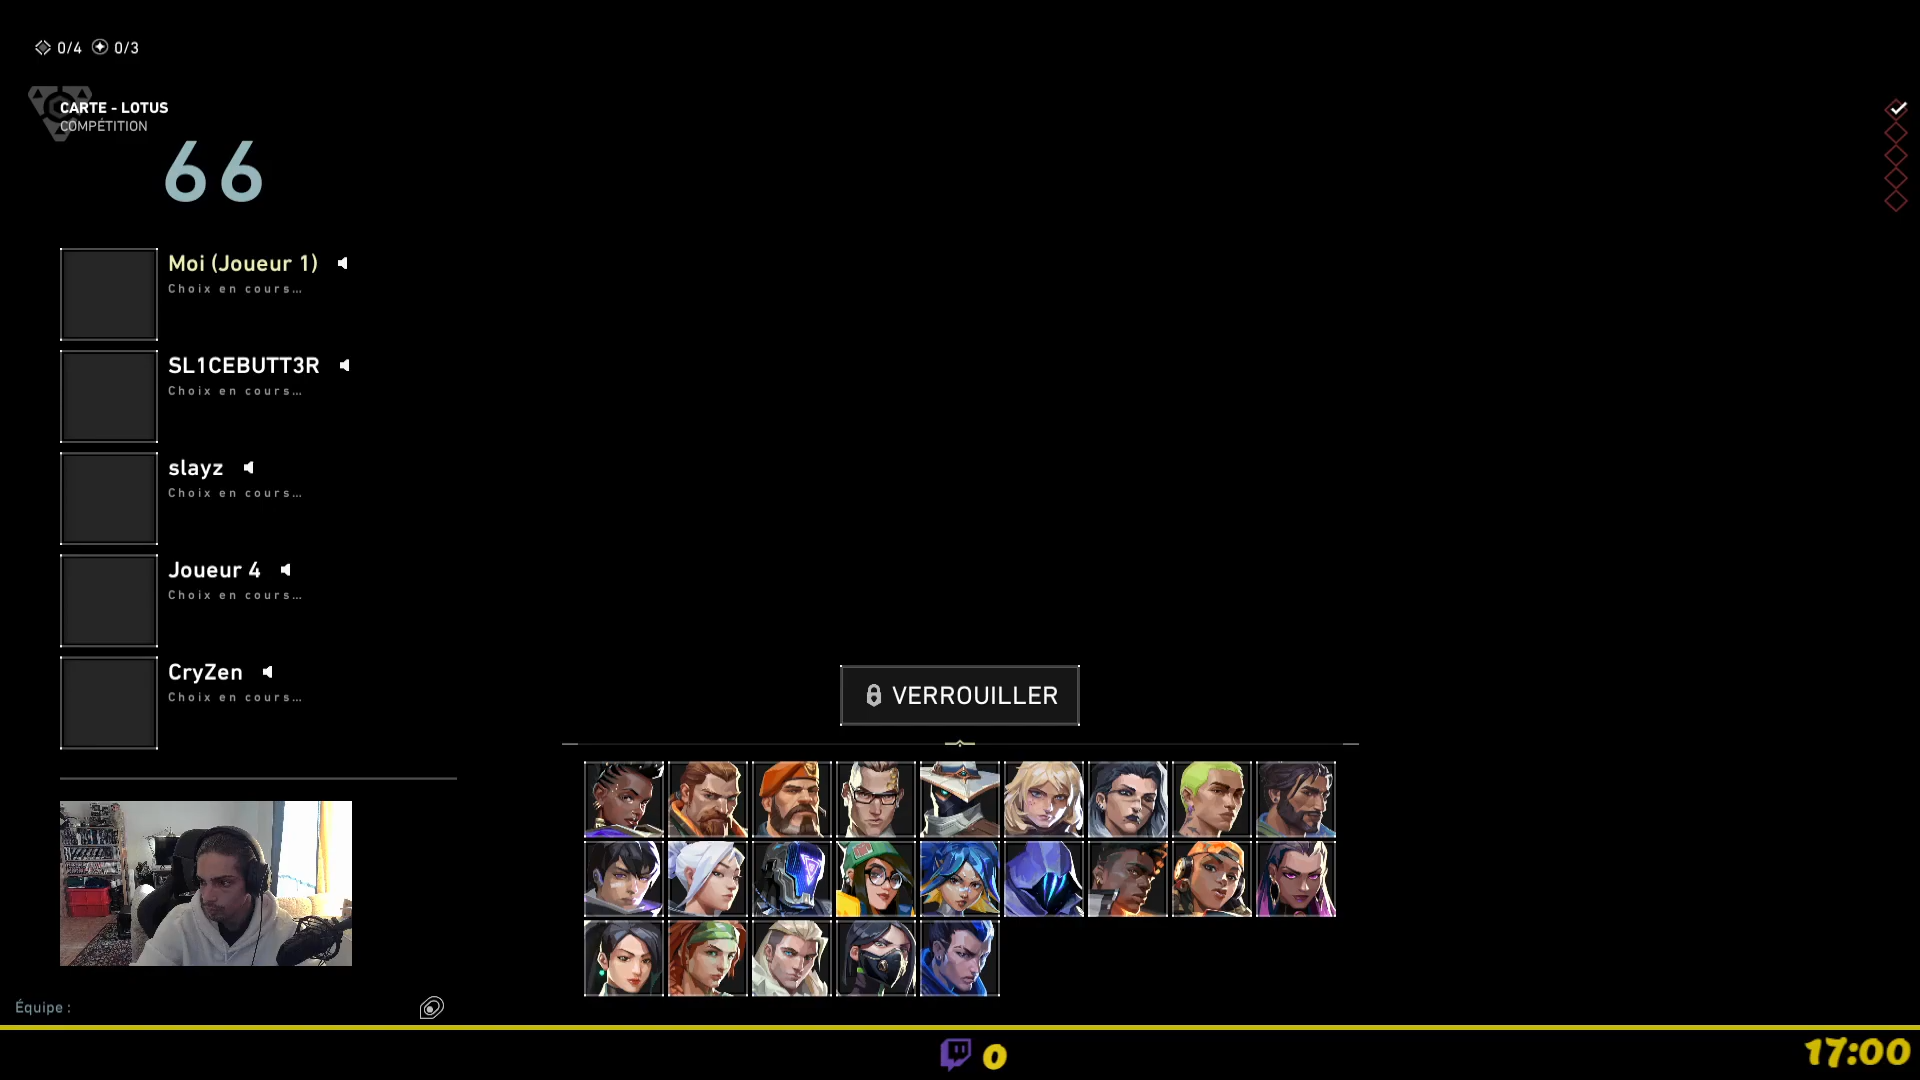 0/4 0/3
CARTE - LOTUS
COMPÉTITION
66
Moi (Joueur 1)
Choix en cours...
SL1CEBUTT3R
Choix en cours...
slayz
Choix en cours...
Joueur 4
Choix en cours...
CryZen
Choix en cours...
VERROUILLER
Équipe :
0
17:00